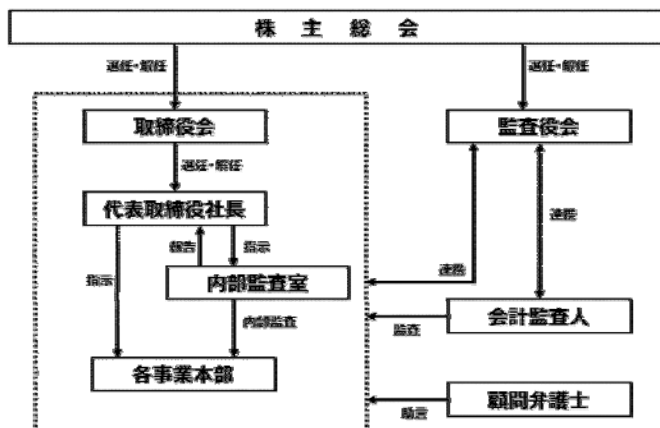 株主総会
選任・解任
選任・解任
取締役会
監査役会
選任・解任
代表取締役社長
報告
指示
指示
連携
連携
内部監査室
内部監査
会計監査人
監査
各事業本部
顧問弁護士
助言